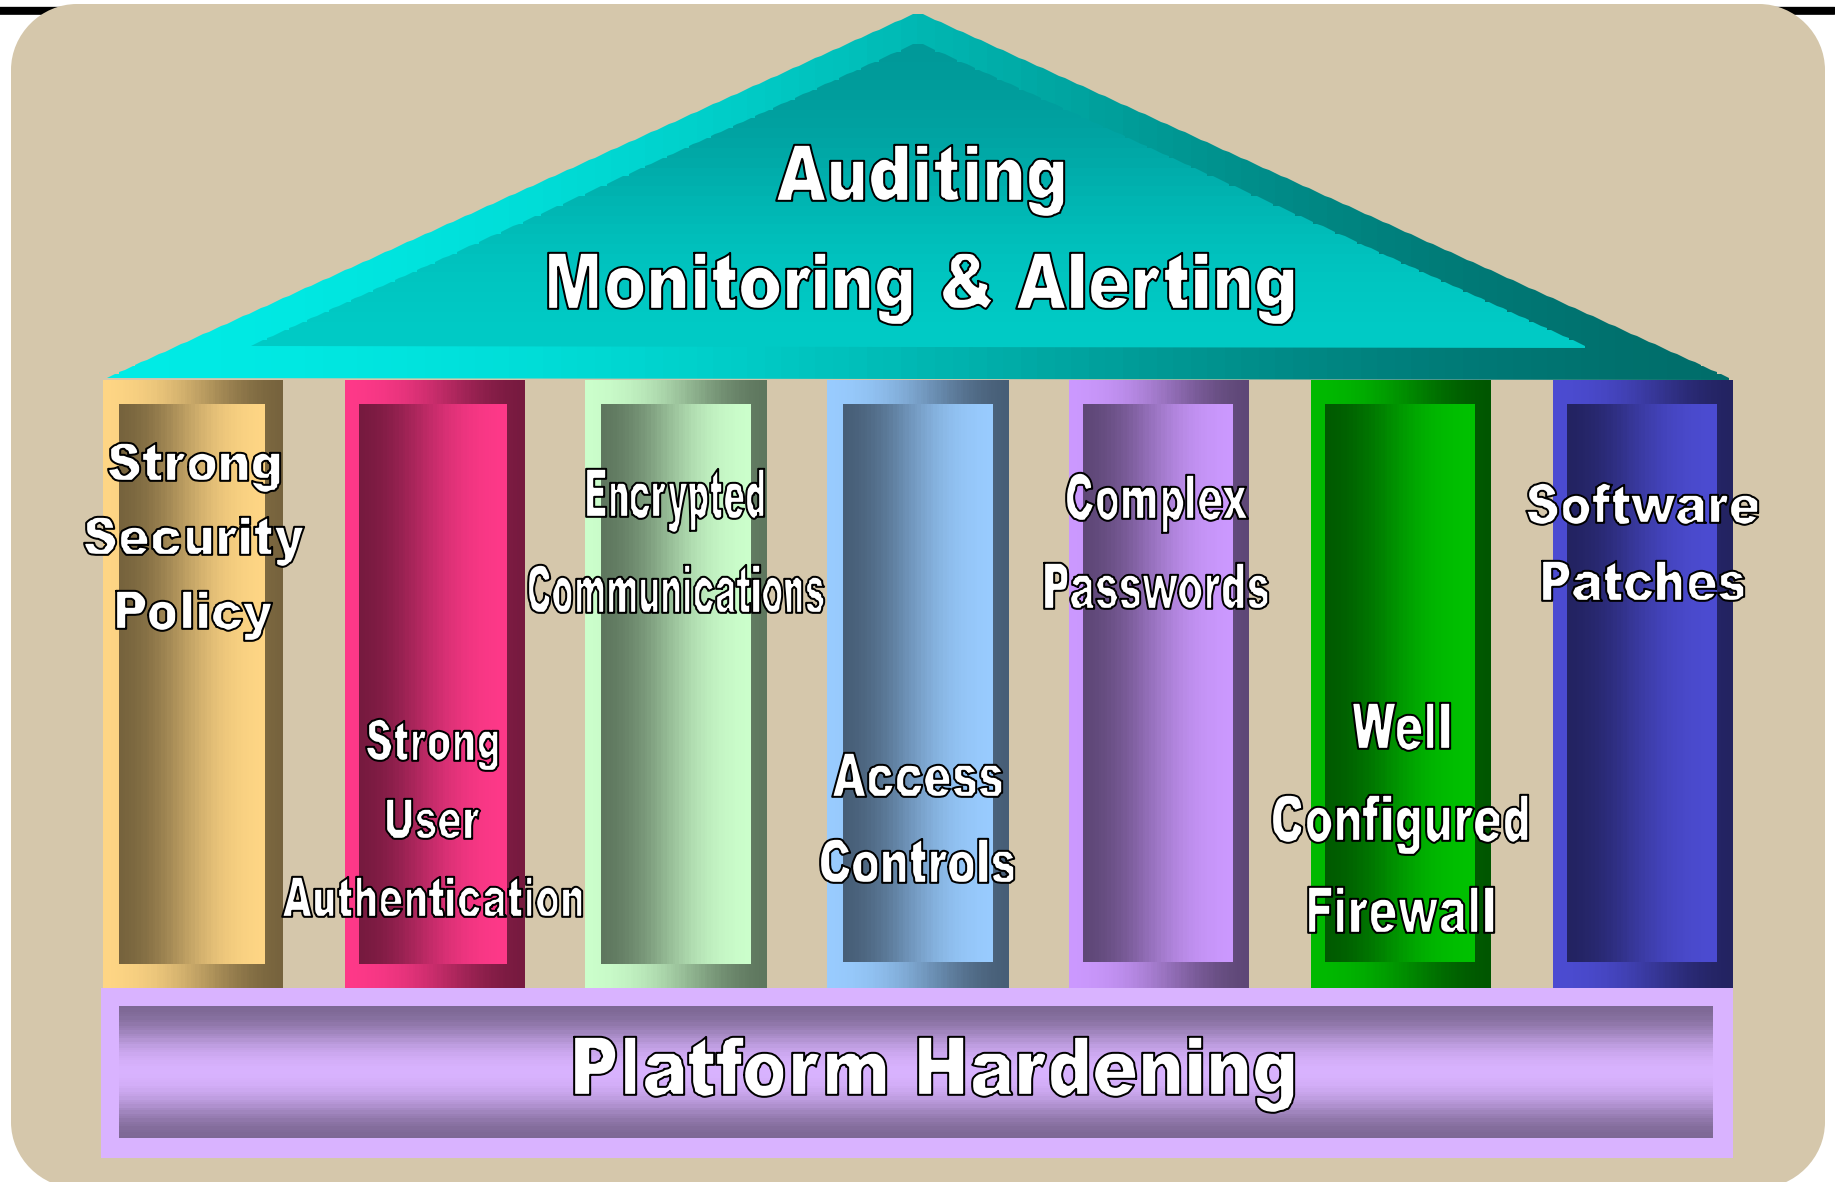 Auditing
Monitoring & Alerting
Strong
Security
Policy
Strong
User
Authentication
Encrypted
Communications
Access
Controls
Complex
Passwords
Well
Configured
Firewall
Software
Patches
Platform Hardening